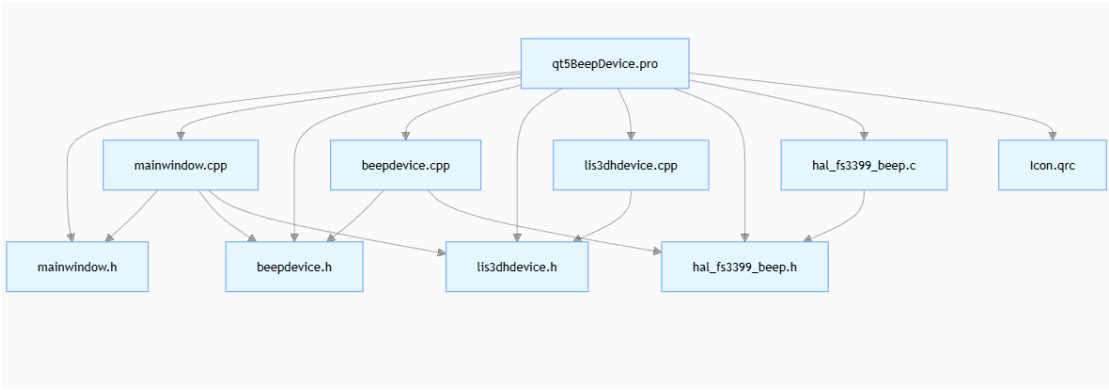 qt5BeepDevice.pro
mainwindow.cpp
beepdevice.cpp
lis3dhdevice.cpp
hal_fs3399_beep.c
Icon.qrc
mainwindow.h
beepdevice.h
lis3dhdevice.h
hal_fs3399_beep.h